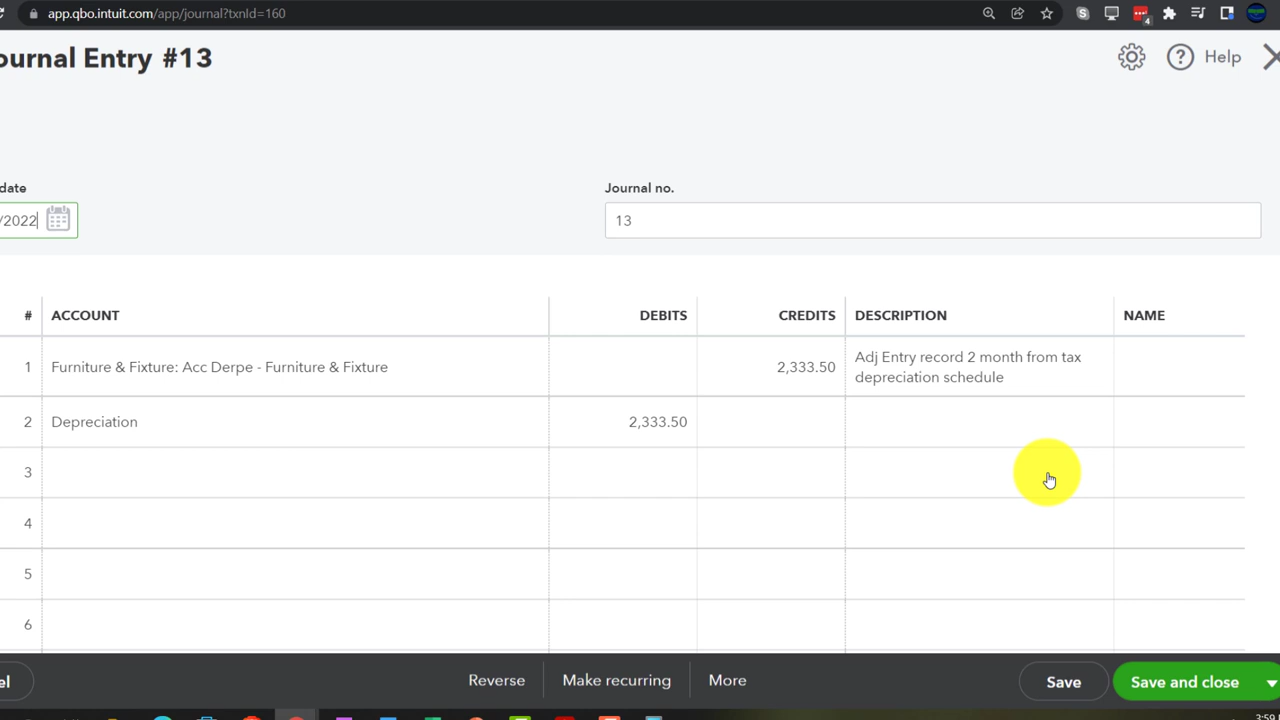 app.qbo.intuit.com/app/journal?txnId=160
4
ournal Entry #13
Help
date
Journal no.
/2022
13
# ACCOUNT DEBITS CREDITS DESCRIPTION NAME
1 Furniture & Fixture: Acc Derpe - Furniture & Fixture 2,333.50 Adj Entry record 2 month from tax
depreciation schedule
2 Depreciation 2,333.50
3
4
5
6
el Reverse Make recurring More Save Save and close
3:59